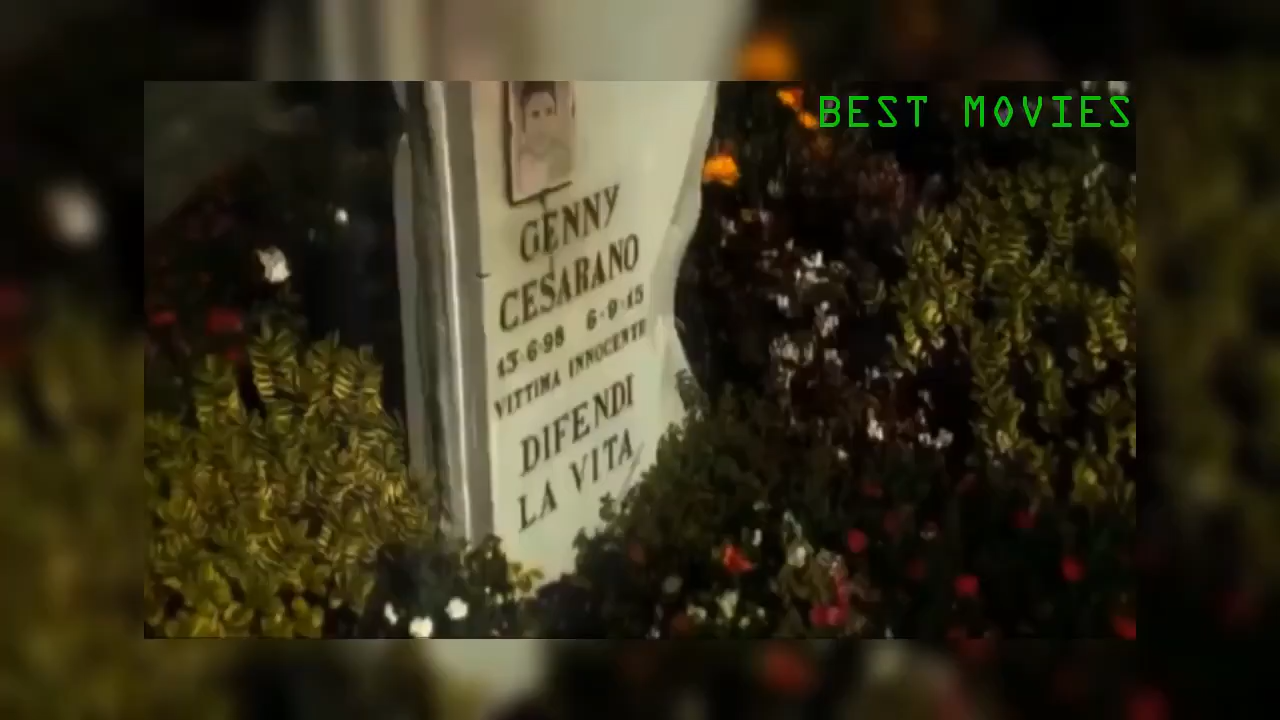 BEST MOVIES
GENNY
CESARANO
13·6·98 6·9·15
VITTIMA INNOCENTE
DIFENDI
LA VITA